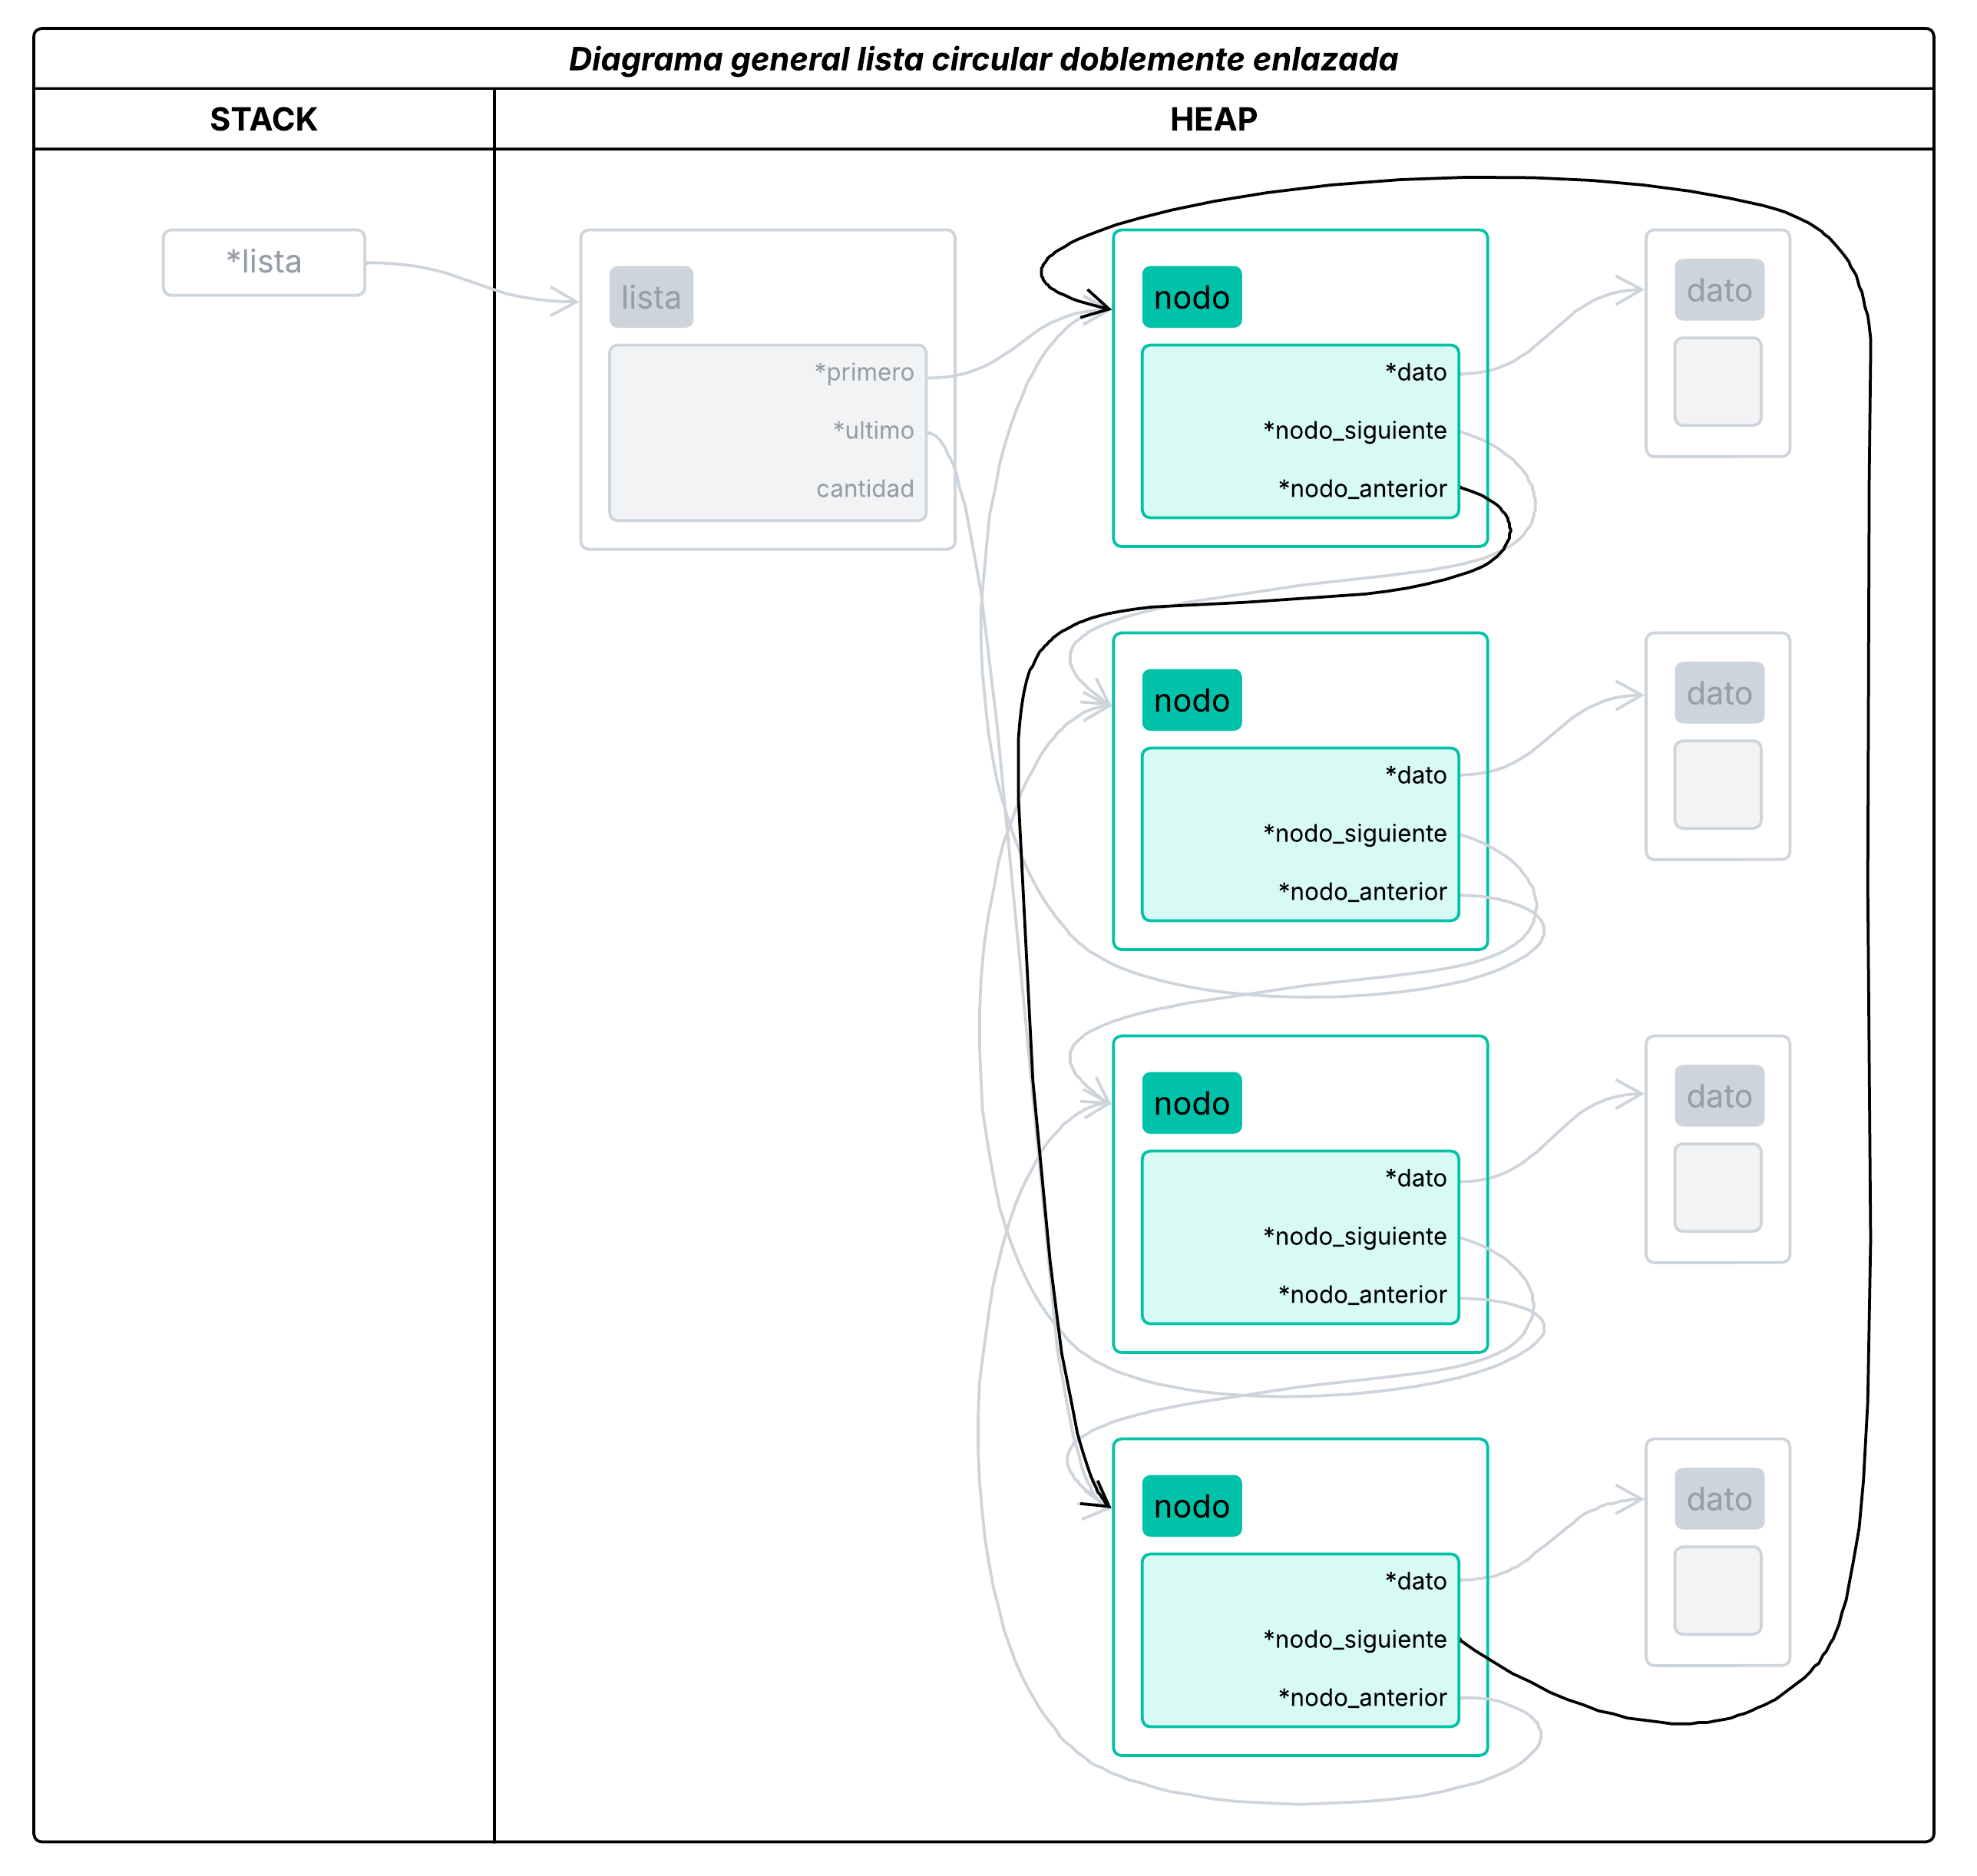 Diagrama general lista circular doblemente enlazada
STACK
HEAP
*lista
lista
*primero
*ultimo
cantidad
nodo
*dato
*nodo_siguiente
*nodo_anterior
dato
nodo
*dato
*nodo_siguiente
*nodo_anterior
dato
nodo
*dato
*nodo_siguiente
*nodo_anterior
dato
nodo
*dato
*nodo_siguiente
*nodo_anterior
dato